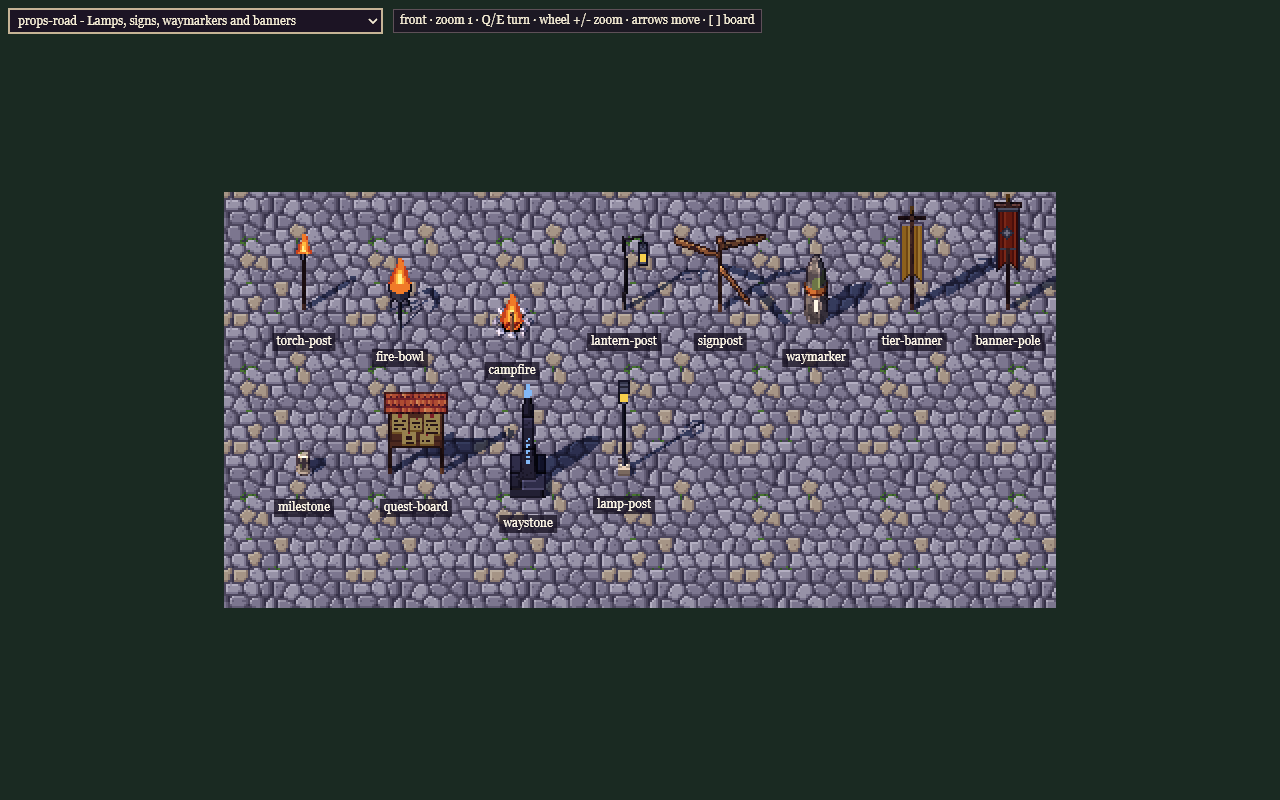 props-road - Lamps, signs, waymarkers and banners
front · zoom 1 · Q/E turn · wheel +/- zoom · arrows move · [ ] board
torch-post
fire-bowl
campfire
lantern-post
signpost
waymarker
tier-banner
banner-pole
milestone
quest-board
waystone
lamp-post